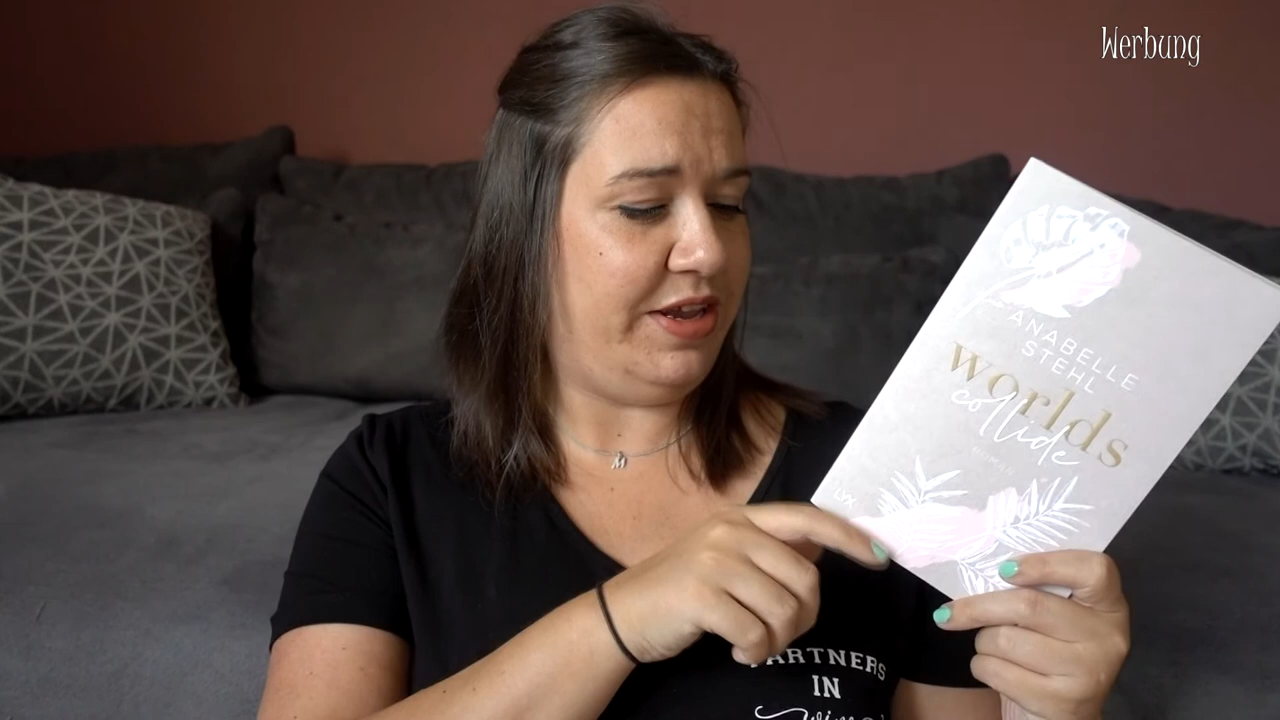 Werbung
ANABELLE
STEHL
worlds
collide
LYX
PARTNERS
IN